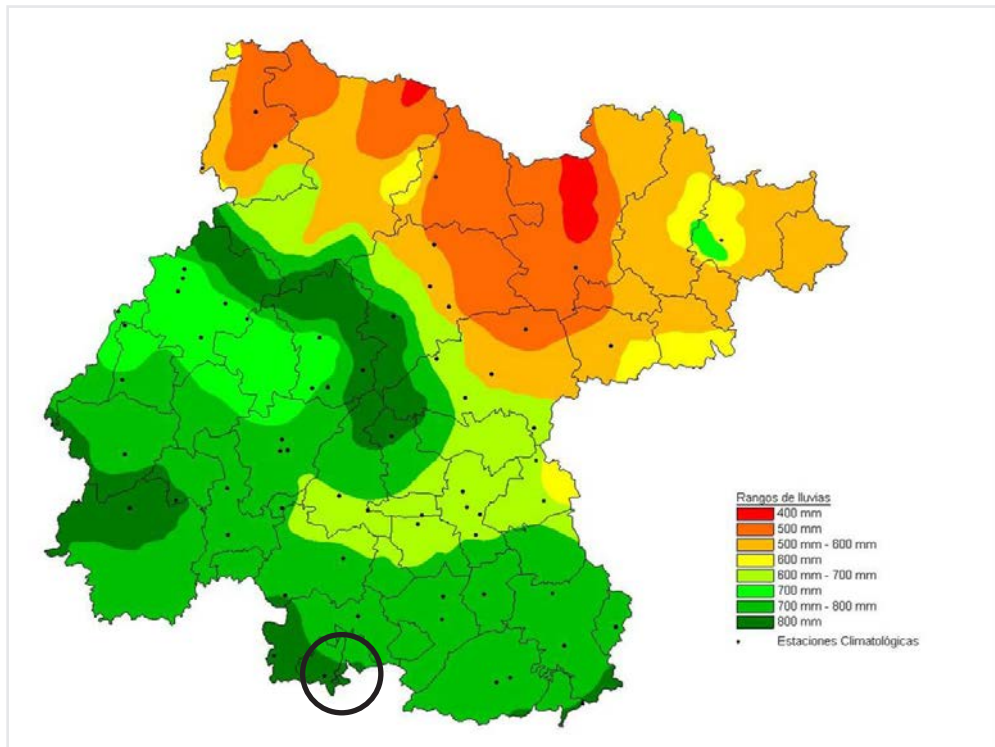 Rangos de lluvias
400 mm
500 mm
500 mm - 600 mm
600 mm
600 mm - 700 mm
700 mm
700 mm - 800 mm
800 mm
Estaciones Climatológicas